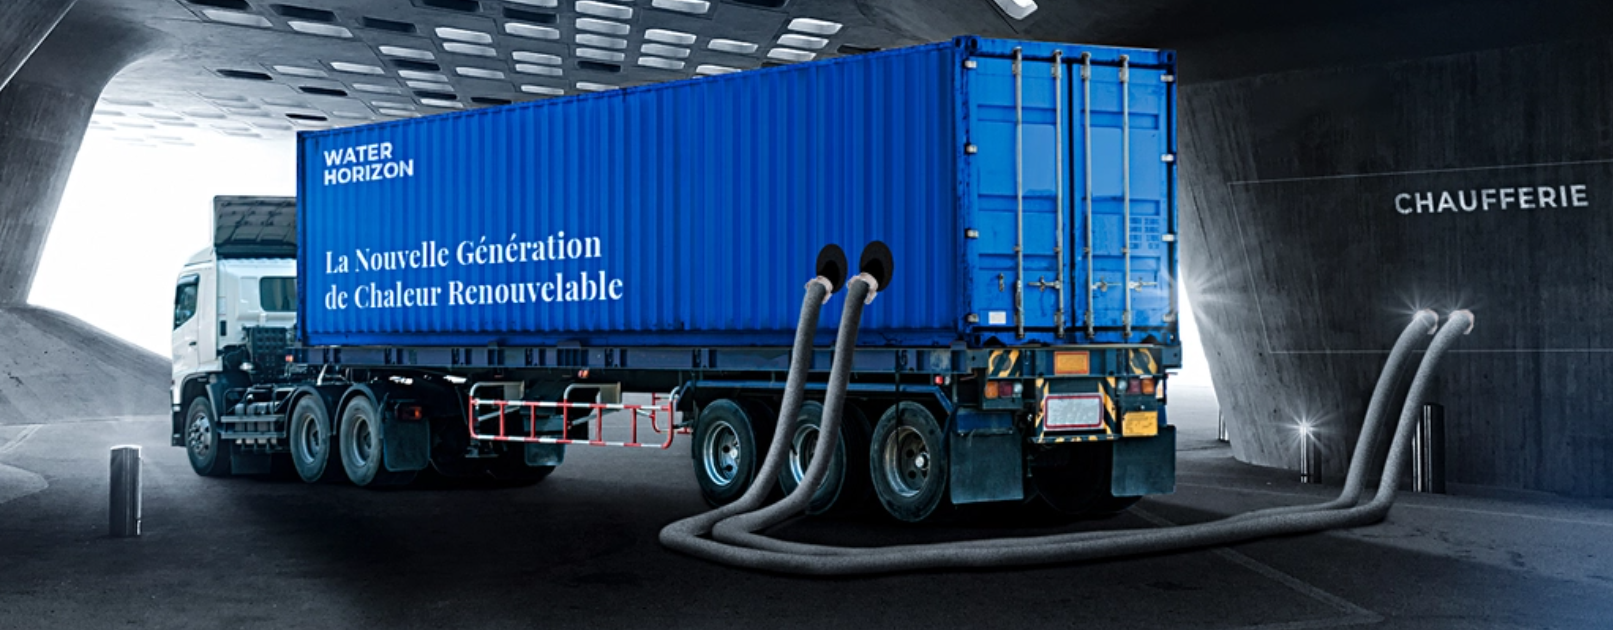 WATER
HORIZON
La Nouvelle Génération
de Chaleur Renouvelable
CHAUFFERIE